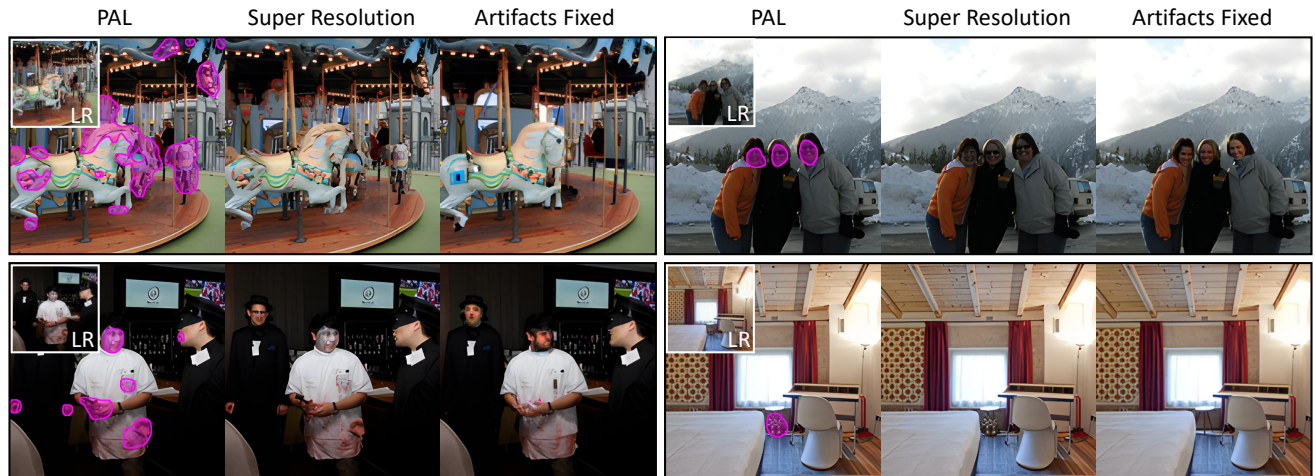 PAL Super Resolution Artifacts Fixed PAL Super Resolution Artifacts Fixed
LR LR
LR LR